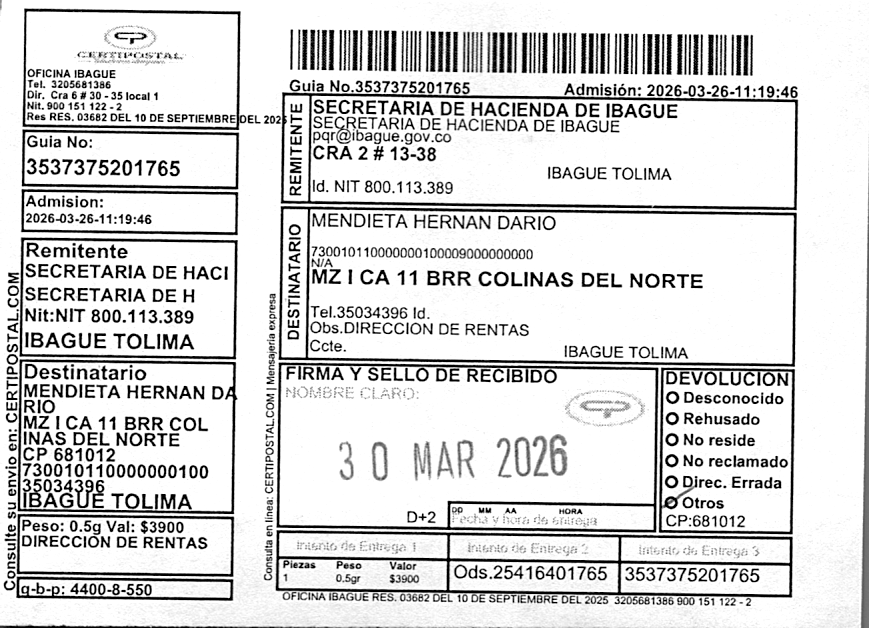 CERTIPOSTAL
OFICINA IBAGUE
Tel. 3205681386
Dir. Cra 6 # 30 - 35 local 1
Nit. 900 151 122 - 2
Res RES. 03682 DEL 10 DE SEPTIEMBRE DEL 2025
Guia No:
3537375201765
Admision:
2026-03-26-11:19:46
Remitente
SECRETARIA DE HACI
SECRETARIA DE H
Nit:NIT 800.113.389
IBAGUE TOLIMA
Destinatario
MENDIETA HERNAN DA
RIO
MZ I CA 11 BRR COL
INAS DEL NORTE
CP 681012
730010110000000100
35034396
IBAGUE TOLIMA
Peso: 0.5g Val: $3900
DIRECCION DE RENTAS
q-b-p: 4400-8-550
Consulte su envio en: CERTIPOSTAL.COM
Guia No.3537375201765
Admisión: 2026-03-26-11:19:46
REMITENTE
SECRETARIA DE HACIENDA DE IBAGUE
SECRETARIA DE HACIENDA DE IBAGUE
pqr@ibague.gov.co
CRA 2 # 13-38
IBAGUE TOLIMA
Id. NIT 800.113.389
DESTINATARIO
MENDIETA HERNAN DARIO
730010110000000100009000000000
N/A
MZ I CA 11 BRR COLINAS DEL NORTE
Tel.35034396 Id.
Obs.DIRECCION DE RENTAS
Ccte.
IBAGUE TOLIMA
Consulta en linea: CERTIPOSTAL.COM | Mensajería expresa
FIRMA Y SELLO DE RECIBIDO
NOMBRE CLARO:
30 MAR 2026
D+2
DD MM AA HORA
Fecha y hora de entrega
DEVOLUCION
Desconocido
Rehusado
No reside
No reclamado
Direc. Errada
Otros
CP:681012
Intento de Entrega 1
Intento de Entrega 2
Intento de Entrega 3
Piezas Peso Valor
1 0.5gr $3900
Ods.25416401765
3537375201765
OFICINA IBAGUE RES. 03682 DEL 10 DE SEPTIEMBRE DEL 2025 3205681386 900 151 122 - 2